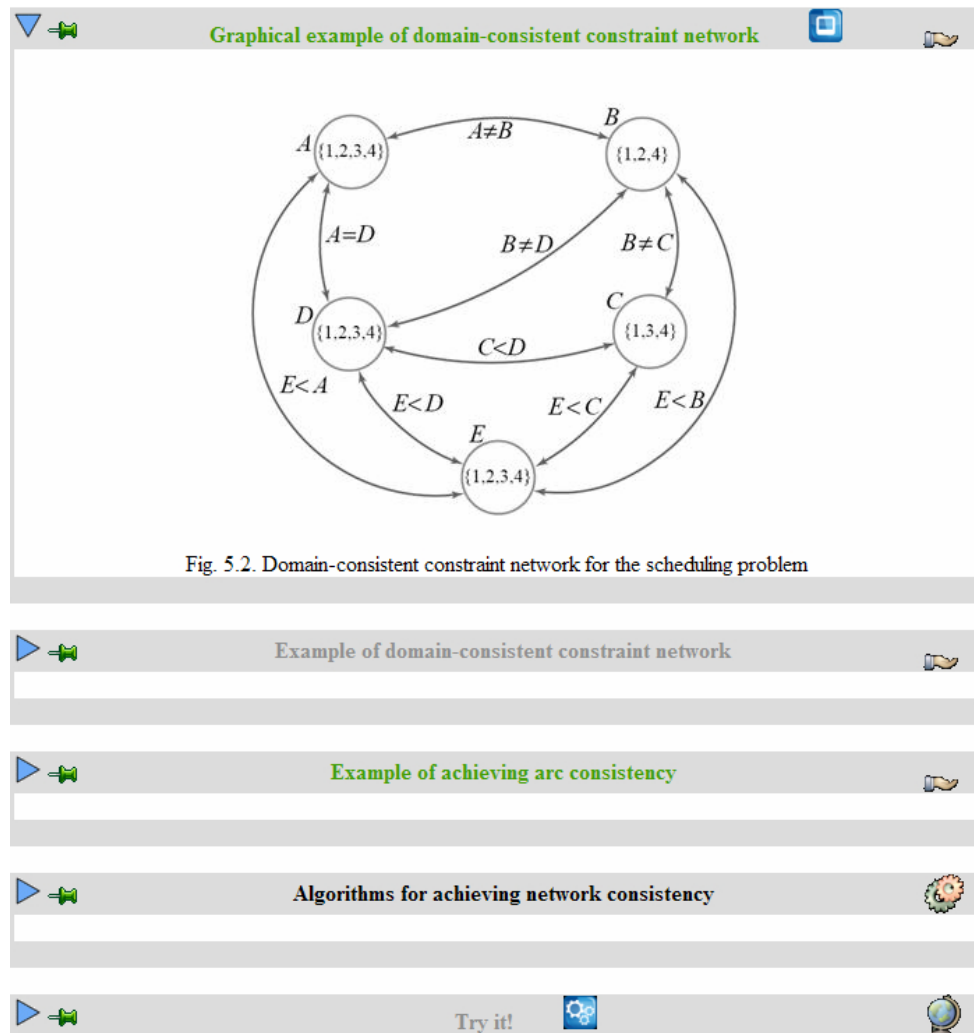 Graphical example of domain-consistent constraint network
B
A≠B
A
{1,2,3,4}
{1,2,4}
A=D
B≠D
B≠C
D
C
{1,2,3,4}
{1,3,4}
C<D
E<A
E<D
E<C
E<B
E
{1,2,3,4}
Fig. 5.2. Domain-consistent constraint network for the scheduling problem
Example of domain-consistent constraint network
Example of achieving arc consistency
Algorithms for achieving network consistency
Try it!